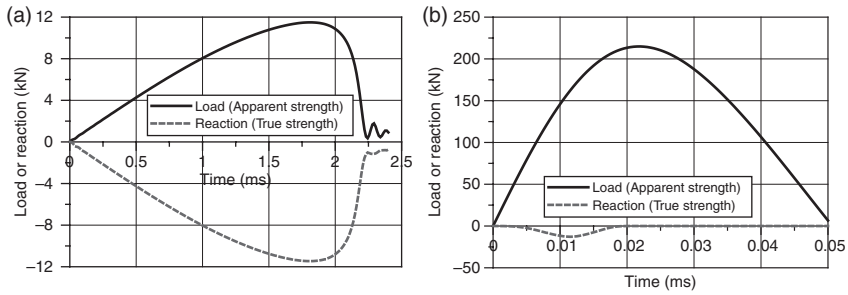 (a)
12
8
4
0
−4
−8
−12
Load or reaction (kN)
0
0.5
1
1.5
2
2.5
Time (ms)
Load (Apparent strength)
Reaction (True strength)
(b)
250
200
150
100
50
0
−50
Load or reaction (kN)
0
0.01
0.02
0.03
0.04
0.05
Time (ms)
Load (Apparent strength)
Reaction (True strength)